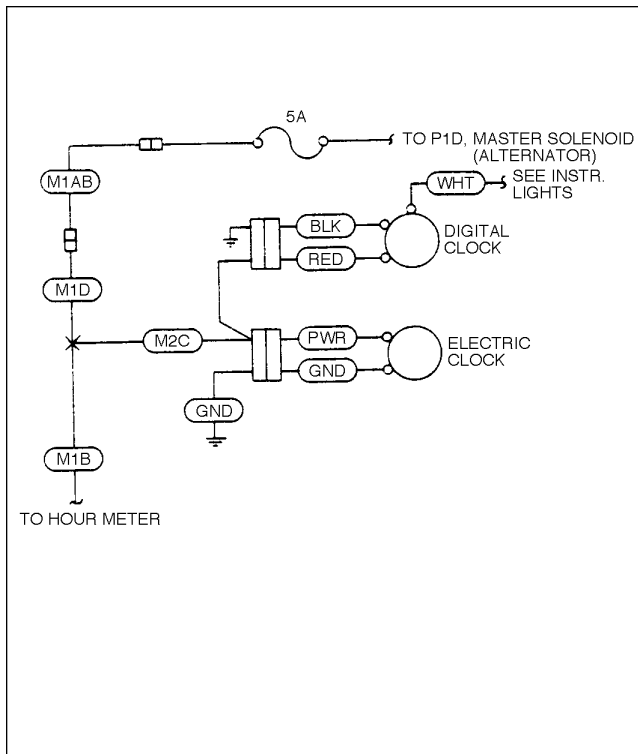 5A
TO P1D, MASTER SOLENOID
(ALTERNATOR)
M1AB
WHT
SEE INSTR.
LIGHTS
BLK
DIGITAL
CLOCK
RED
M1D
M2C
PWR
ELECTRIC
CLOCK
GND
GND
M1B
TO HOUR METER